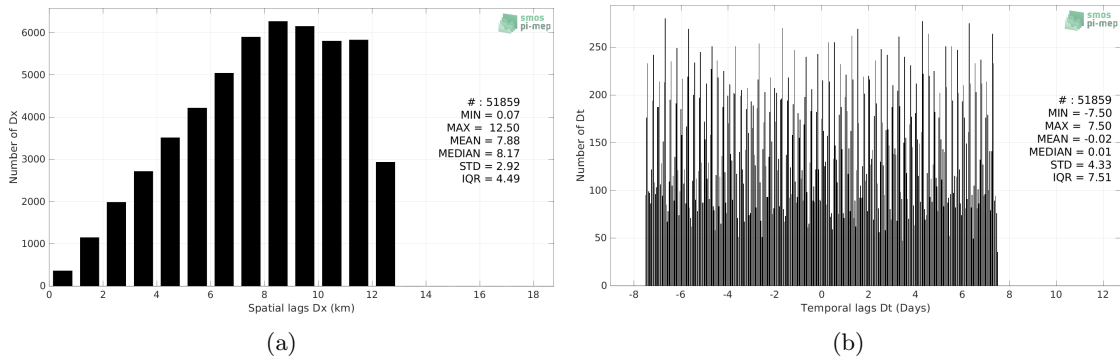 smos
pi-mep
6000
5000
4000
3000
2000
1000
0
Number of Dx
# : 51859
MIN = 0.07
MAX = 12.50
MEAN = 7.88
MEDIAN = 8.17
STD = 2.92
IQR = 4.49
0 2 4 6 8 10 12 14 16 18
Spatial lags Dx (km)
(a)
smos
pi-mep
250
200
150
100
50
0
Number of Dt
# : 51859
MIN = -7.50
MAX = 7.50
MEAN = -0.02
MEDIAN = 0.01
STD = 4.33
IQR = 7.51
-8 -6 -4 -2 0 2 4 6 8 10 12
Temporal lags Dt (Days)
(b)